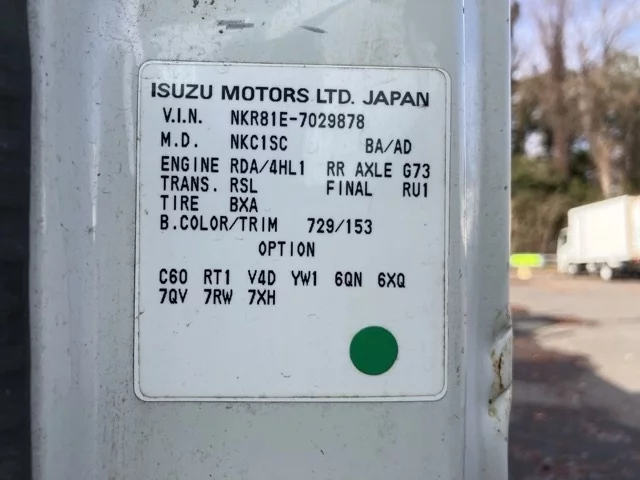 ISUZU MOTORS LTD. JAPAN
V.I.N. NKR81E-7029878
M.D. NKC1SC BA/AD
ENGINE RDA/4HL1 RR AXLE G73
TRANS. RSL FINAL RU1
TIRE BXA
B.COLOR/TRIM 729/153
OPTION
C60 RT1 V4D YW1 6QN 6XQ
7QV 7RW 7XH